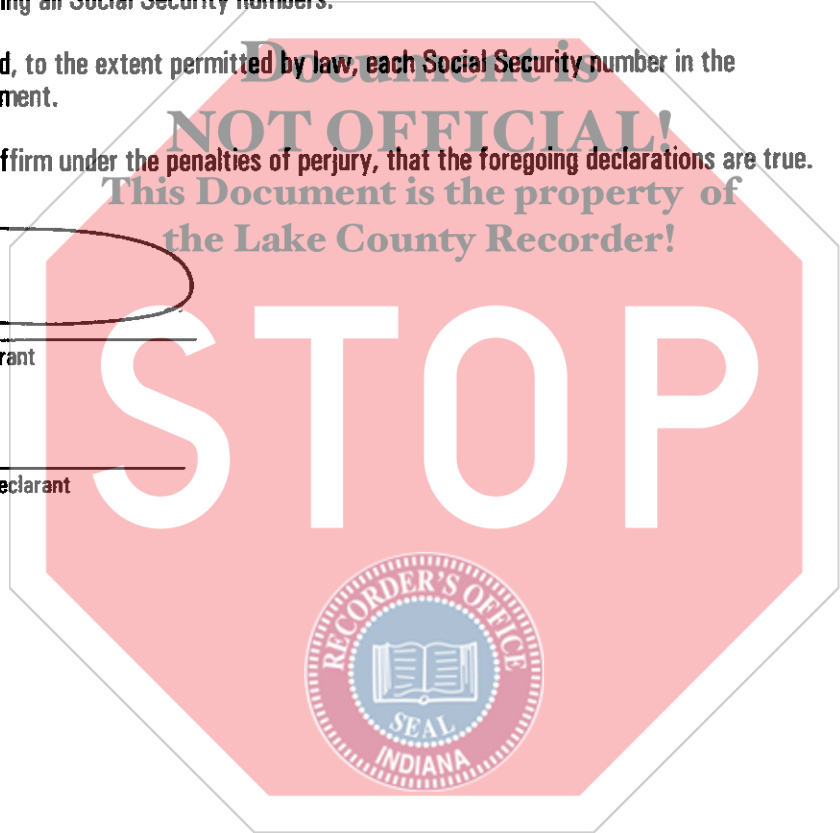 ing all Social Security numbers.
d, to the extent permitted by law, each Social Security number in the
Document is
ment.
NOT OFFICIAL!
ffirm under the penalties of perjury, that the foregoing declarations are true.
This Document is the property of
the Lake County Recorder!
rant
STOP
eclarant
RECORDER'S OFFICE
SEAL
INDIANA